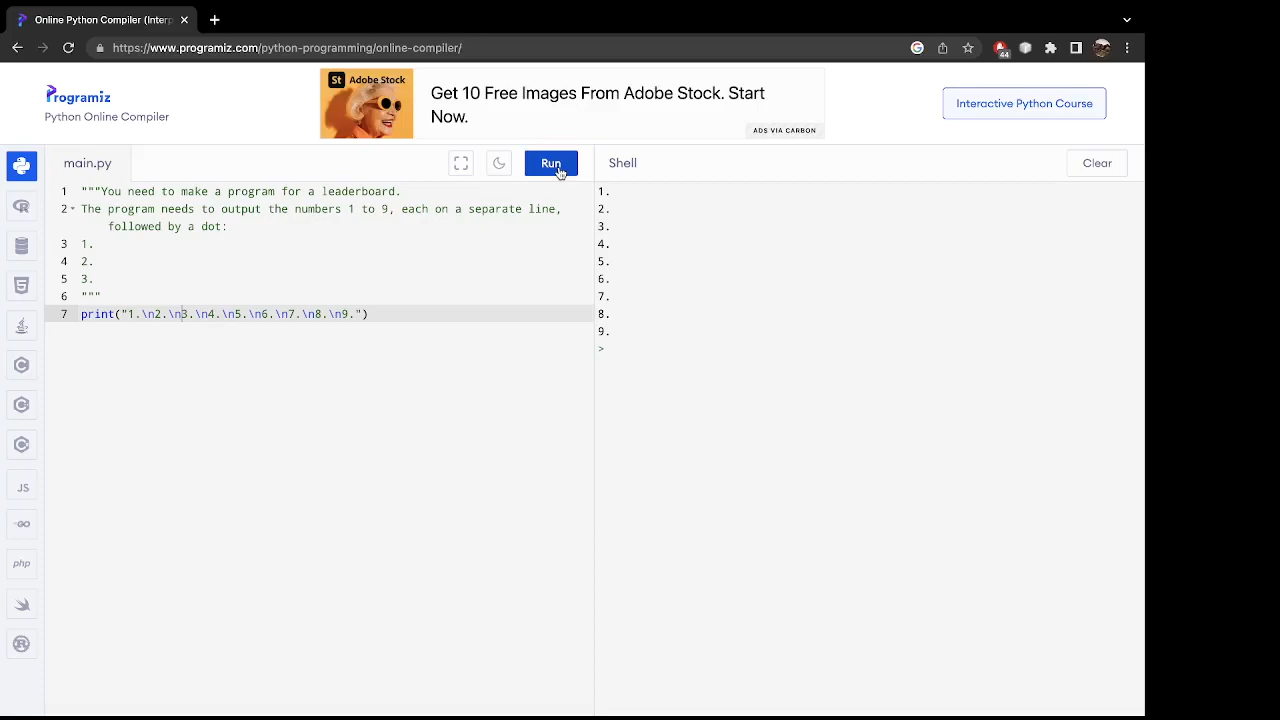 Online Python Compiler (Interp
https://www.programiz.com/python-programming/online-compiler/
44
Programiz
Python Online Compiler
St Adobe Stock
Get 10 Free Images From Adobe Stock. Start
Now.
ADS VIA CARBON
Interactive Python Course
main.py
Run
Shell
Clear
1 """You need to make a program for a leaderboard.
2 The program needs to output the numbers 1 to 9, each on a separate line,
followed by a dot:
3 1.
4 2.
5 3.
6 """
7 print("1.\n2.\n3.\n4.\n5.\n6.\n7.\n8.\n9.")
1.
2.
3.
4.
5.
6.
7.
8.
9.
>
R
5
C
C
C
JS
GO
php